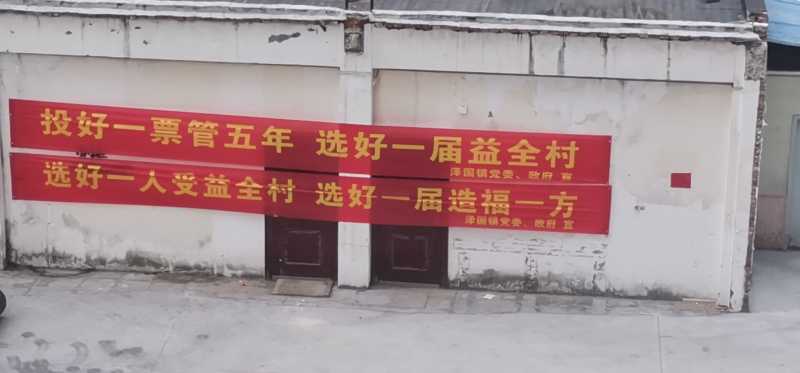 投好一票管五年 选好一届益全村
泽国镇党委、政府 宣
选好一人受益全村 选好一届造福一方
泽国镇党委、政府 宣